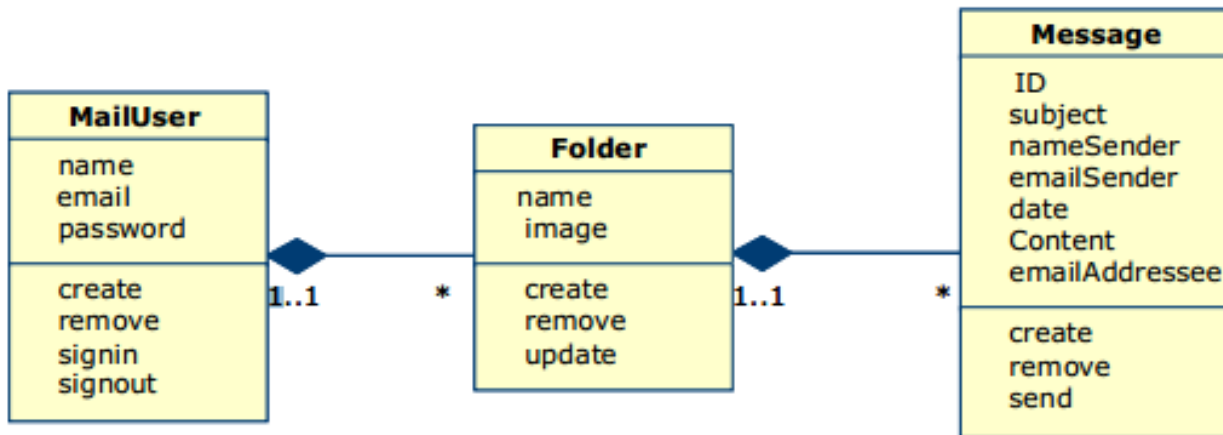 MailUser
name
email
password
create
remove
signin
signout
1..1
*
Folder
name
image
create
remove
update
1..1
*
Message
ID
subject
nameSender
emailSender
date
Content
emailAddressee
create
remove
send